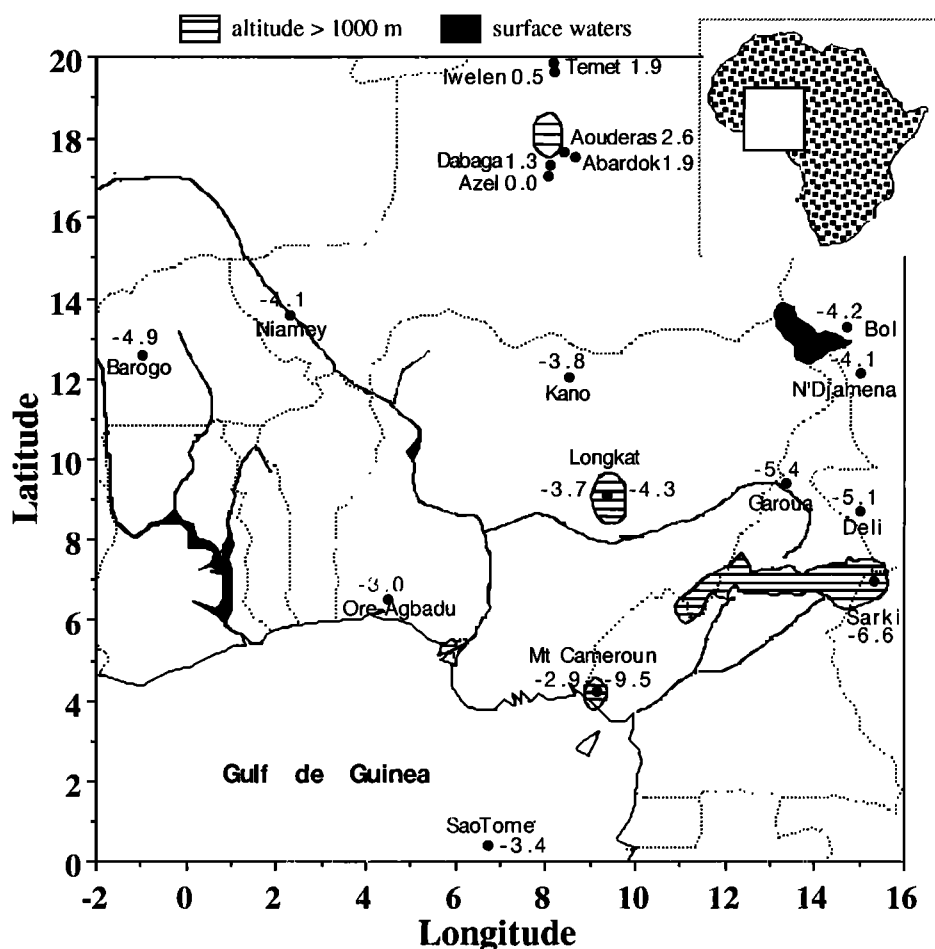 altitude > 1000 m
surface waters
Temet 1.9
Iwelen 0.5
Aouderas 2.6
Dabaga 1.3
Abardok 1.9
Azel 0.0
-4.1
Niamey
-4.9
Barogo
-4.2
Bol
-4.1
N'Djamena
-3.8
Kano
Longkat
-3.7
-4.3
-5.4
Garoua
-5.1
Deli
-3.0
Ore-Agbadu
Sarki
-6.6
Mt Cameroun
-2.9
-9.5
Gulf de Guinea
SaoTome
-3.4
20
18
16
14
12
10
8
6
4
2
0
Latitude
-2 0 2 4 6 8 10 12 14 16
Longitude